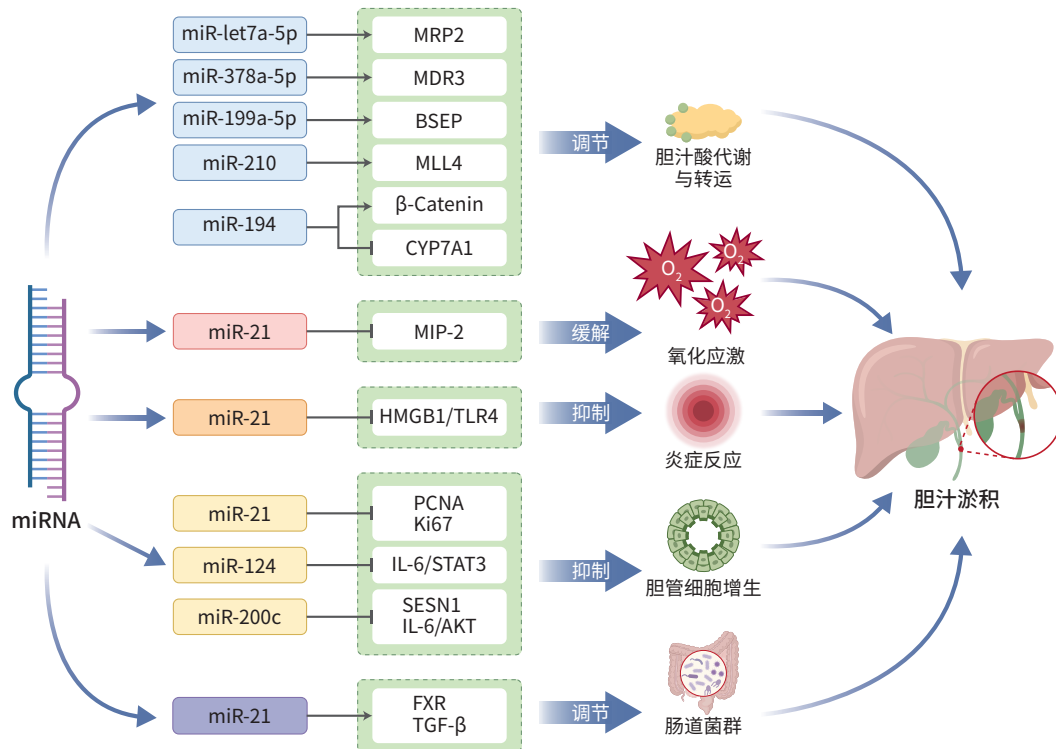 miR-let7a-5p
MRP2
miR-378a-5p
MDR3
miR-199a-5p
BSEP
miR-210
MLL4
miR-194
β-Catenin
CYP7A1
调节
胆汁酸代谢
与转运
miR-21
MIP-2
缓解
O2
O2
O2
氧化应激
miR-21
HMGB1/TLR4
抑制
炎症反应
miRNA
miR-21
PCNA
Ki67
miR-124
IL-6/STAT3
miR-200c
SESN1
IL-6/AKT
抑制
胆管细胞增生
miR-21
FXR
TGF-β
调节
肠道菌群
胆汁淤积